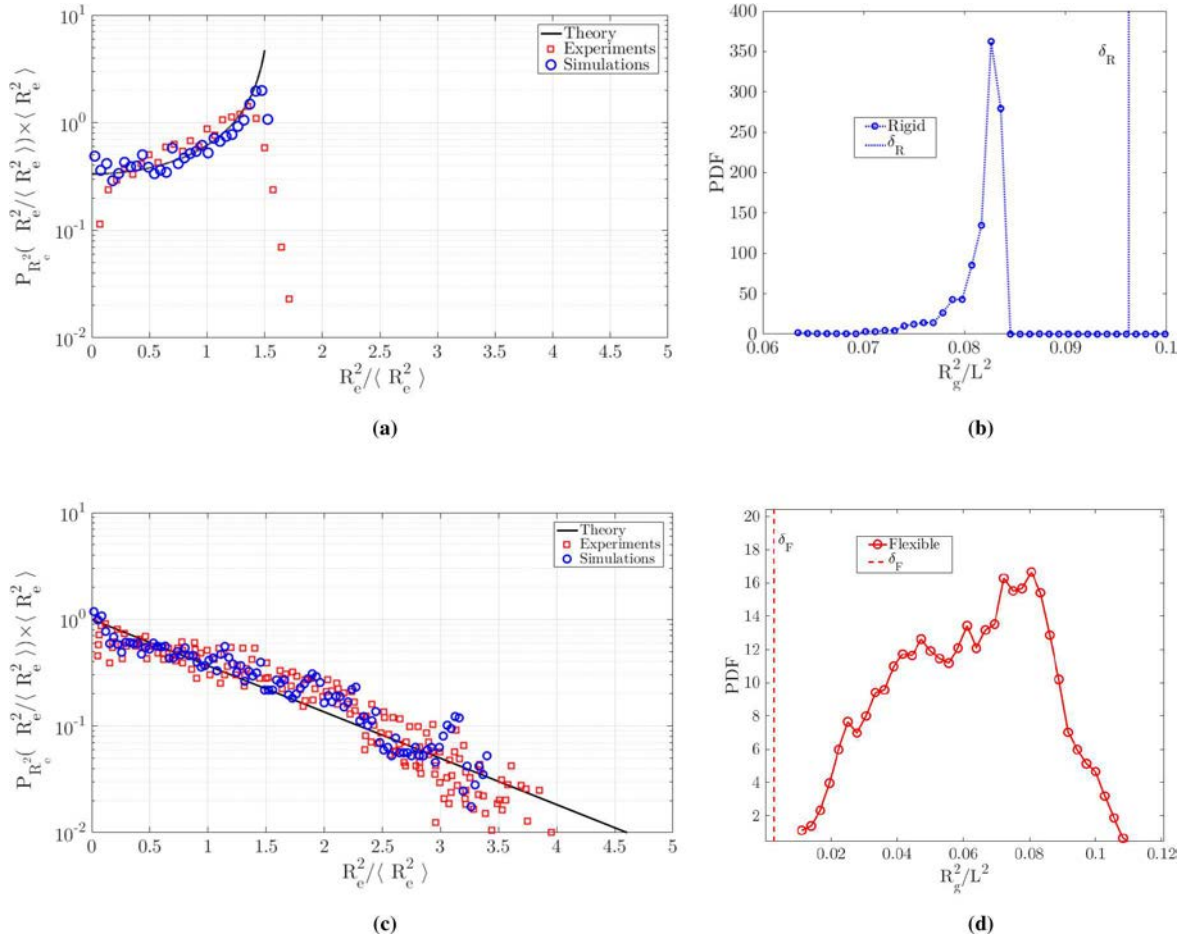 Theory
Experiments
Simulations
P_{R_e^2}( R_e^2/⟨ R_e^2 ⟩)×⟨ R_e^2 ⟩
10^1
10^0
10^{-1}
10^{-2}
0 0.5 1 1.5 2 2.5 3 3.5 4 4.5 5
R_e^2/⟨ R_e^2 ⟩
(a)
400
350
300
250
200
150
100
50
0
PDF
δ_R
Rigid
δ_R
0.06 0.07 0.08 0.09 0.1
R_g^2/L^2
(b)
Theory
Experiments
Simulations
P_{R_e^2}( R_e^2/⟨ R_e^2 ⟩)×⟨ R_e^2 ⟩
10^1
10^0
10^{-1}
10^{-2}
0 0.5 1 1.5 2 2.5 3 3.5 4 4.5 5
R_e^2/⟨ R_e^2 ⟩
(c)
20
18
16
14
12
10
8
6
4
2
PDF
δ_F
Flexible
δ_F
0.02 0.04 0.06 0.08 0.1 0.12
R_g^2/L^2
(d)